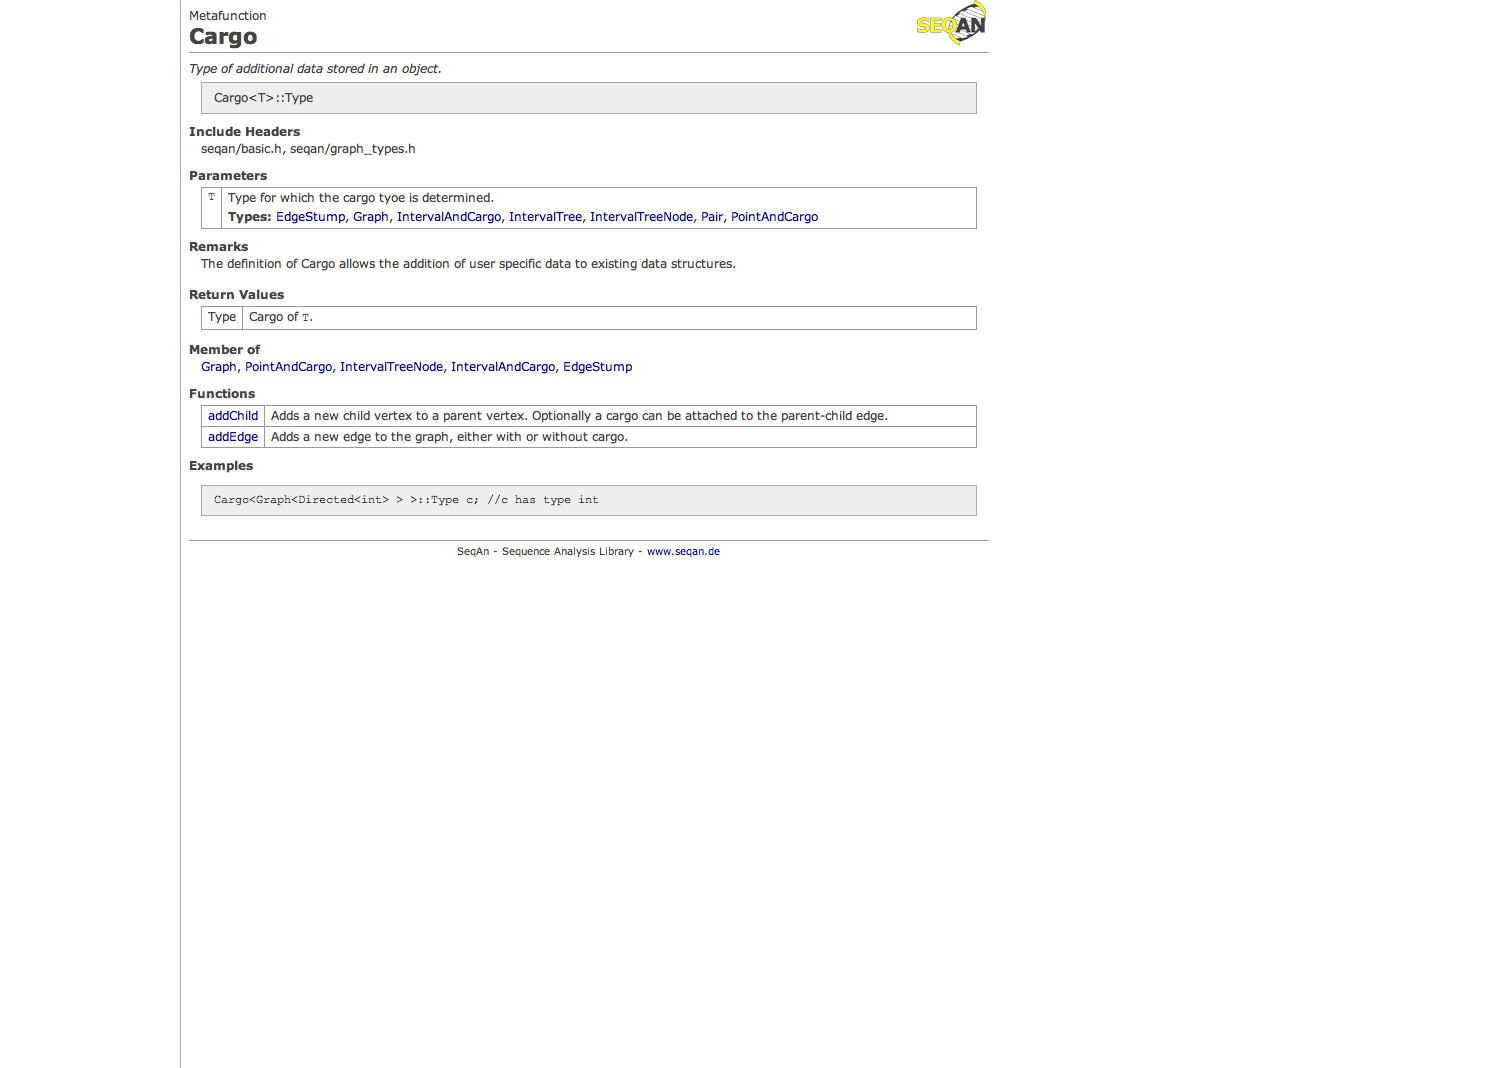 Metafunction
Cargo
SEQAN
Type of additional data stored in an object.
Cargo<T>::Type
Include Headers
seqan/basic.h, seqan/graph_types.h
Parameters
T Type for which the cargo tyoe is determined.
Types: EdgeStump, Graph, IntervalAndCargo, IntervalTree, IntervalTreeNode, Pair, PointAndCargo
Remarks
The definition of Cargo allows the addition of user specific data to existing data structures.
Return Values
Type Cargo of T.
Member of
Graph, PointAndCargo, IntervalTreeNode, IntervalAndCargo, EdgeStump
Functions
addChild Adds a new child vertex to a parent vertex. Optionally a cargo can be attached to the parent-child edge.
addEdge Adds a new edge to the graph, either with or without cargo.
Examples
Cargo<Graph<Directed<int> > >::Type c; //c has type int
SeqAn - Sequence Analysis Library - www.seqan.de